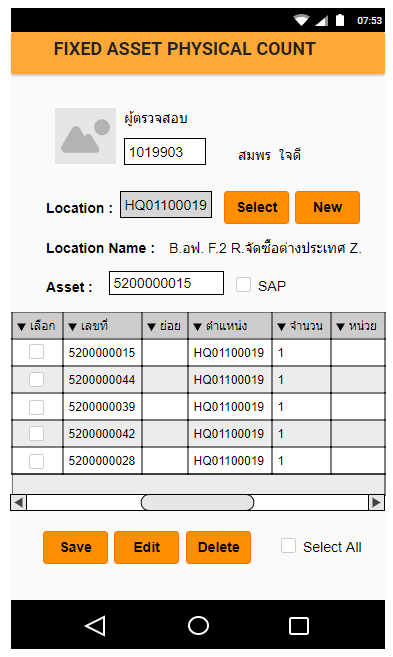 07:53
FIXED ASSET PHYSICAL COUNT
ผู้ตรวจสอบ
1019903 สมพร ใจดี
Location : HQ01100019 Select New
Location Name : B.อฟ. F.2 R.จัดซื้อต่างประเทศ Z.
Asset : 5200000015 SAP
▼ เลือก ▼ เลขที่ ▼ ย่อย ▼ ตำแหน่ง ▼ จำนวน ▼ หน่วย
5200000015 HQ01100019 1
5200000044 HQ01100019 1
5200000039 HQ01100019 1
5200000042 HQ01100019 1
5200000028 HQ01100019 1
Save Edit Delete Select All